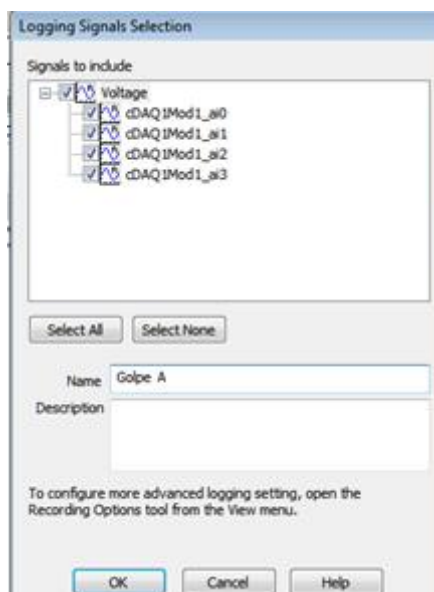 Logging Signals Selection
Signals to include
Voltage
cDAQ1Mod1_ai0
cDAQ1Mod1_ai1
cDAQ1Mod1_ai2
cDAQ1Mod1_ai3
Select All Select None
Name Golpe A
Description
To configure more advanced logging setting, open the
Recording Options tool from the View menu.
OK Cancel Help